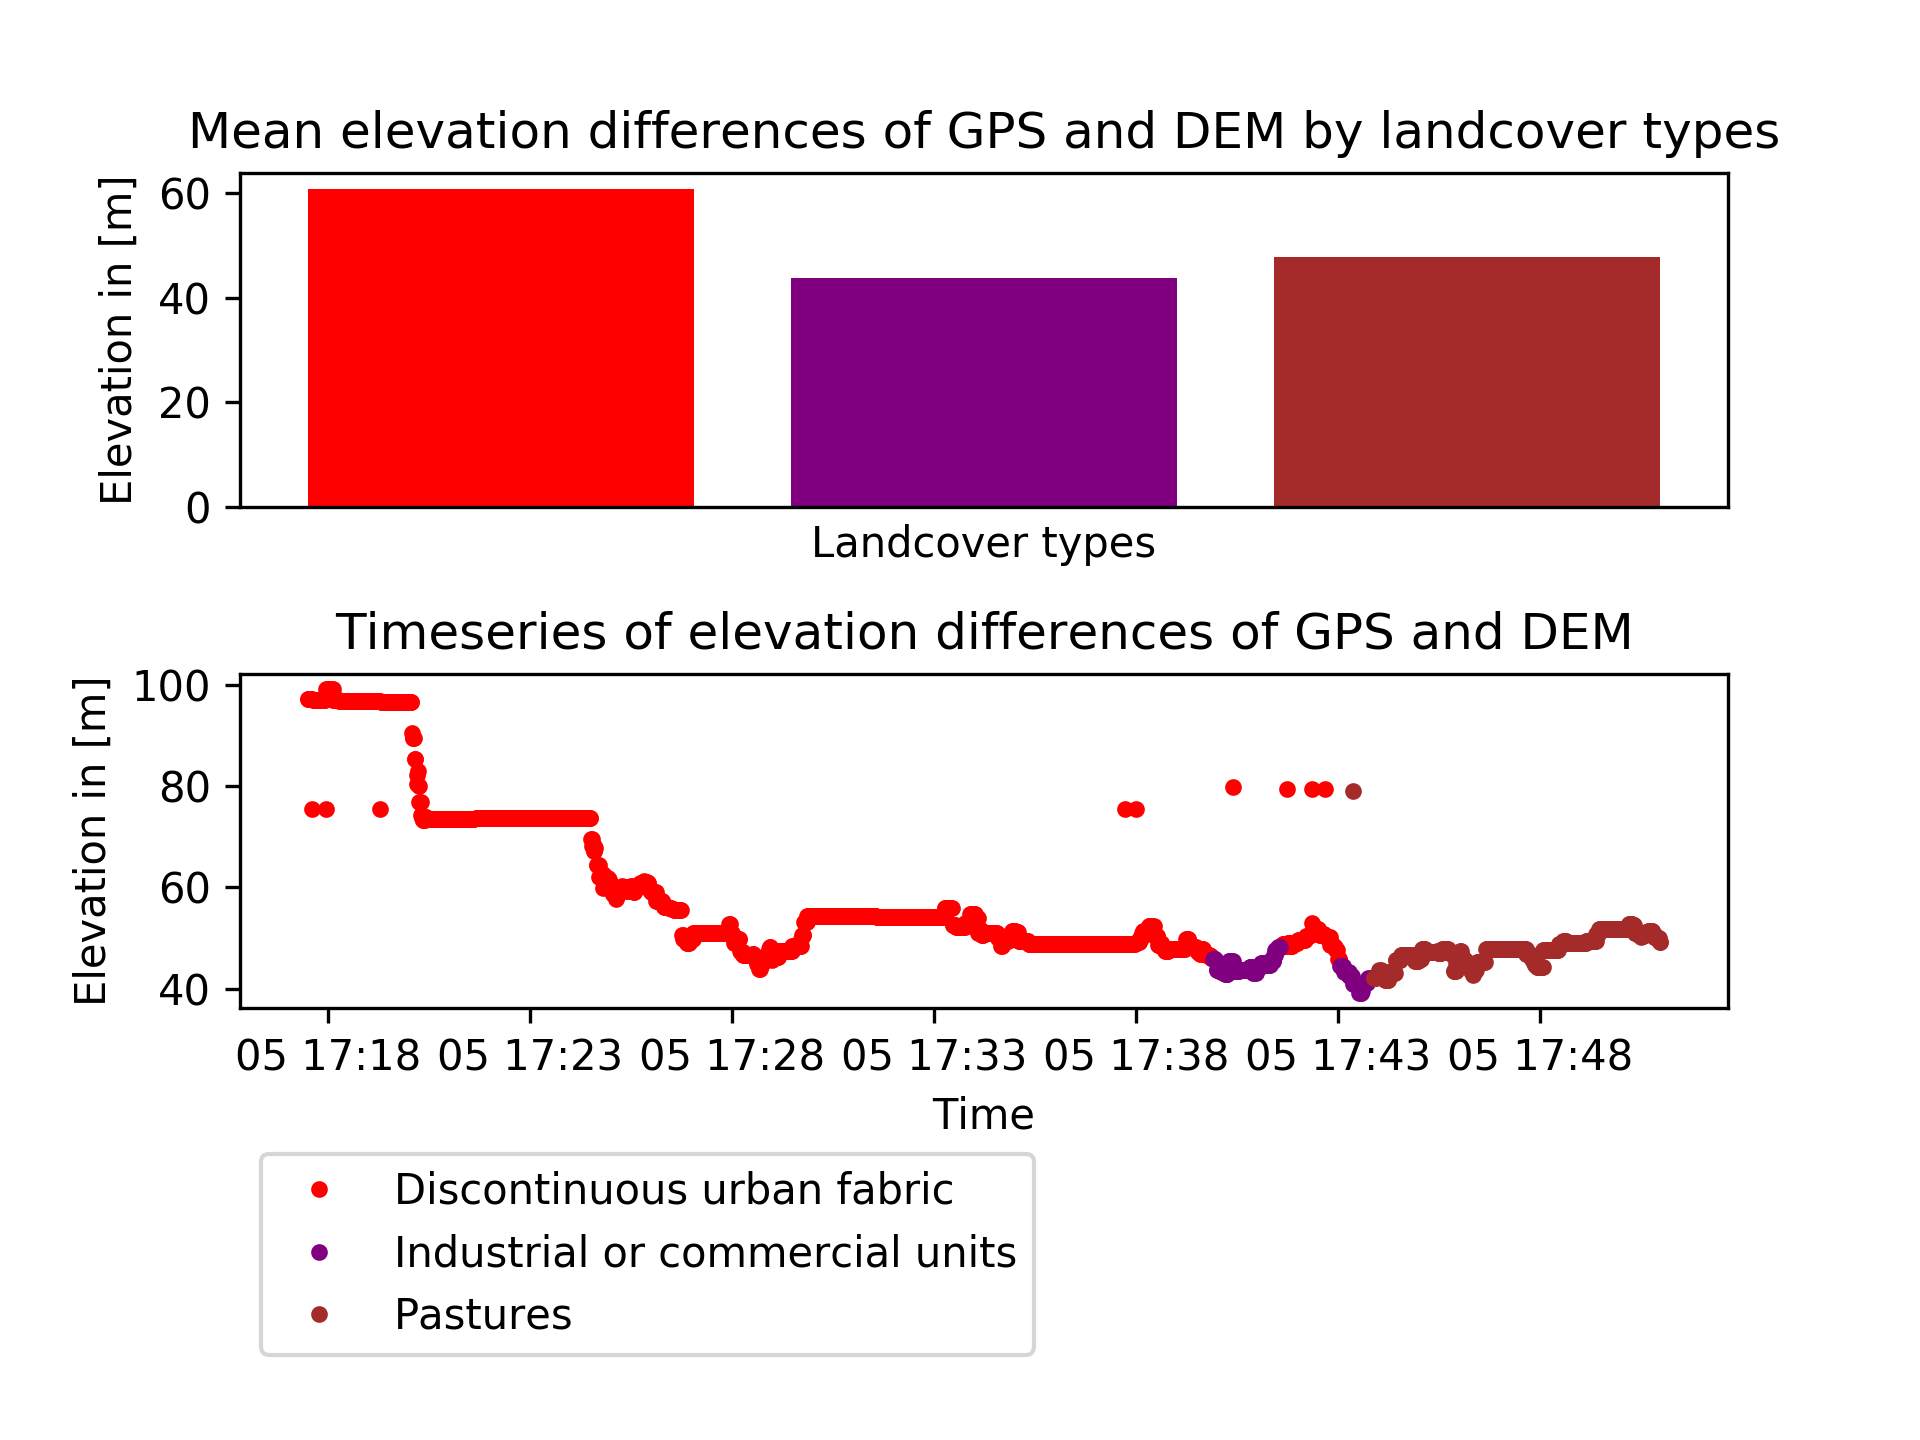 Mean elevation differences of GPS and DEM by landcover types
Elevation in [m]
60
40
20
0
Landcover types
Timeseries of elevation differences of GPS and DEM
Elevation in [m]
100
80
60
40
05 17:18 05 17:23 05 17:28 05 17:33 05 17:38 05 17:43 05 17:48
Time
Discontinuous urban fabric
Industrial or commercial units
Pastures